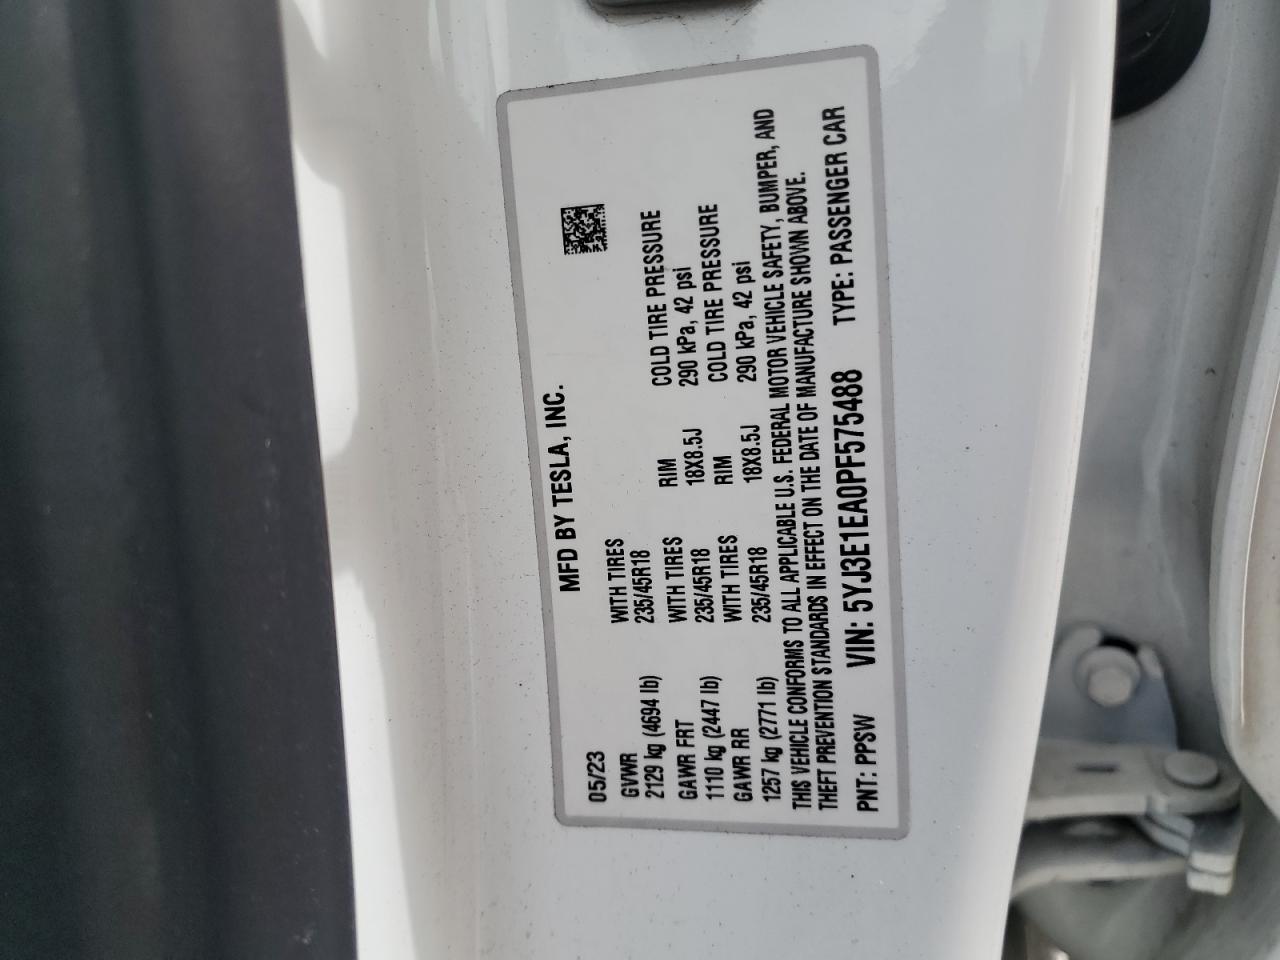 MFD BY TESLA, INC.
05/23
GVWR WITH TIRES
2129 kg (4694 lb) 235/45R18
GAWR FRT WITH TIRES RIM COLD TIRE PRESSURE
1110 kg (2447 lb) 235/45R18 18X8.5J 290 kPa, 42 psi
GAWR RR WITH TIRES RIM COLD TIRE PRESSURE
1257 kg (2771 lb) 235/45R18 18X8.5J 290 kPa, 42 psi
THIS VEHICLE CONFORMS TO ALL APPLICABLE U.S. FEDERAL MOTOR VEHICLE SAFETY, BUMPER, AND
THEFT PREVENTION STANDARDS IN EFFECT ON THE DATE OF MANUFACTURE SHOWN ABOVE.
PNT: PPSW VIN: 5YJ3E1EA0PF575488 TYPE: PASSENGER CAR